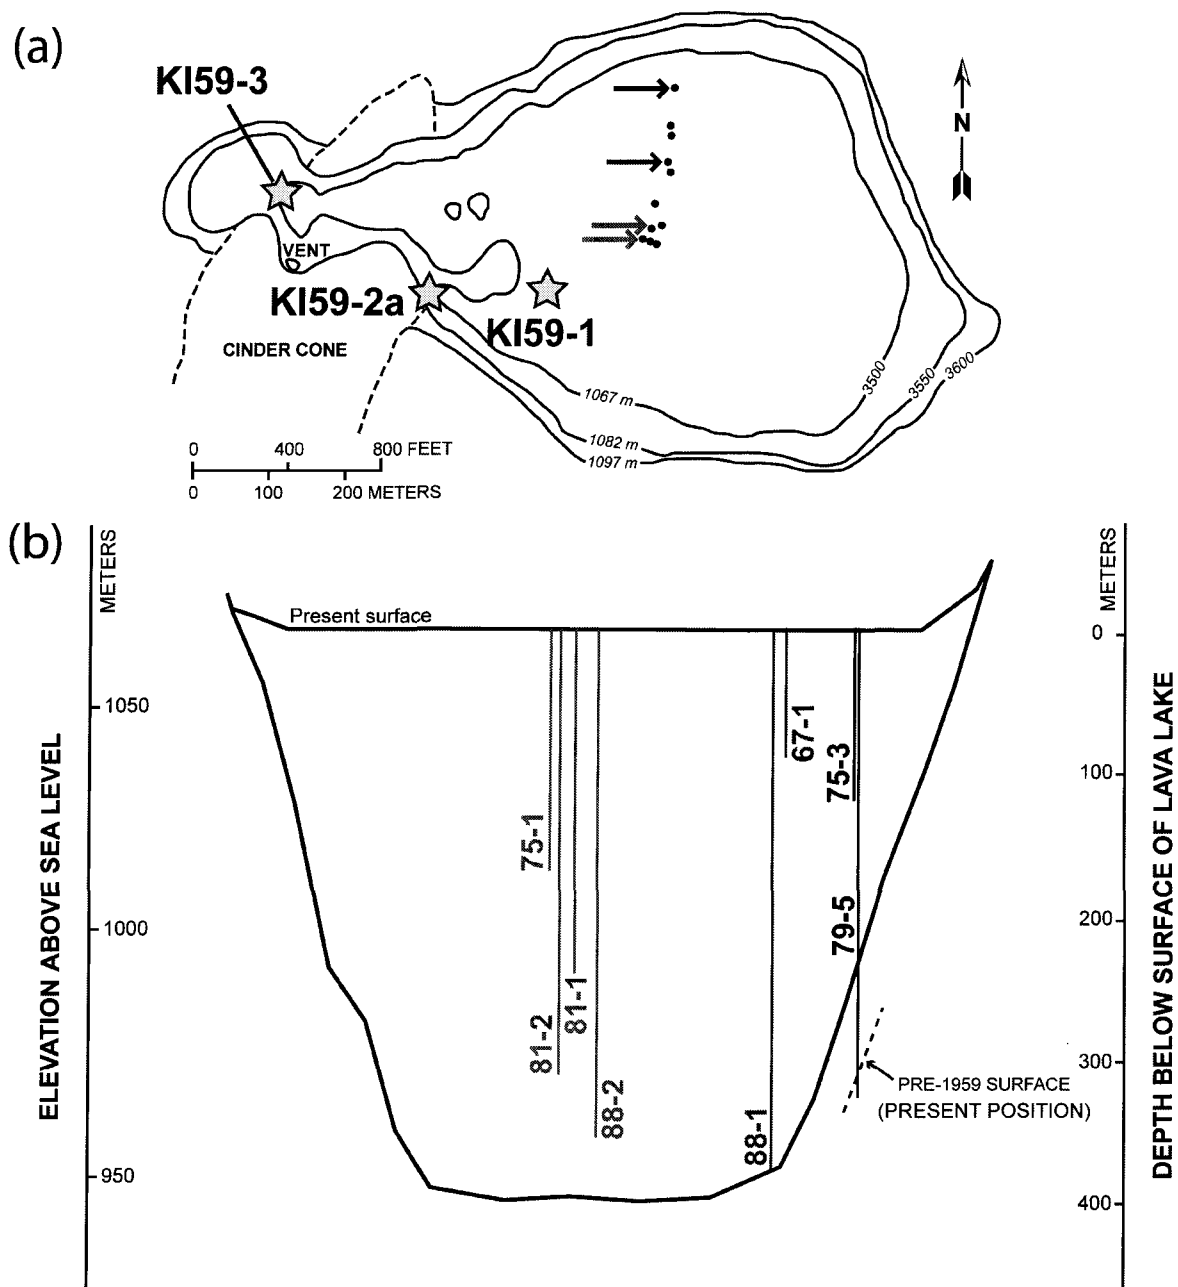 (a)
KI59-3
N
VENT
KI59-2a
KI59-1
CINDER CONE
3500
3550
3600
1067 m
1082 m
1097 m
0 400 800 FEET
0 100 200 METERS
(b)
METERS
METERS
Present surface
0
1050
67-1
75-3
100
75-1
ELEVATION ABOVE SEA LEVEL
DEPTH BELOW SURFACE OF LAVA LAKE
79-5
1000
200
81-1
81-2
300
PRE-1959 SURFACE
(PRESENT POSITION)
88-2
88-1
950
400